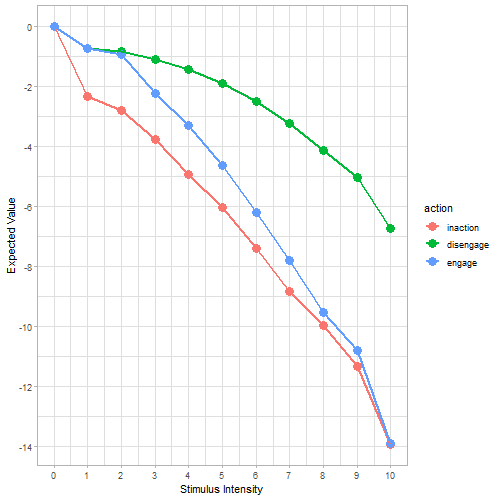 0
-2
-4
-6
-8
-10
-12
-14
Expected Value
0 1 2 3 4 5 6 7 8 9 10
Stimulus Intensity
action
inaction
disengage
engage